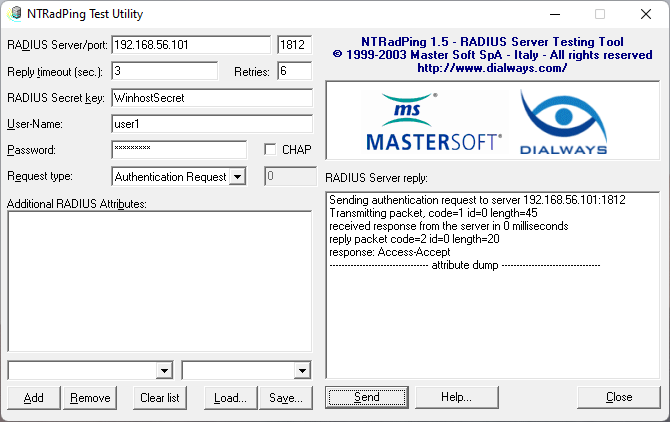 NTRadPing Test Utility
RADIUS Server/port: 192.168.56.101 1812
Reply timeout (sec.): 3 Retries: 6
RADIUS Secret key: WinhostSecret
User-Name: user1
Password: ********* CHAP
Request type: Authentication Request 0
Additional RADIUS Attributes:
Add Remove Clear list Load... Save...
NTRadPing 1.5 - RADIUS Server Testing Tool
© 1999-2003 Master Soft SpA - Italy - All rights reserved
http://www.dialways.com/
ms
MASTERSOFT®
DIALWAYS
RADIUS Server reply:
Sending authentication request to server 192.168.56.101:1812
Transmitting packet, code=1 id=0 length=45
received response from the server in 0 milliseconds
reply packet code=2 id=0 length=20
response: Access-Accept
-------------------------------- attribute dump --------------------------------
Send Help... Close